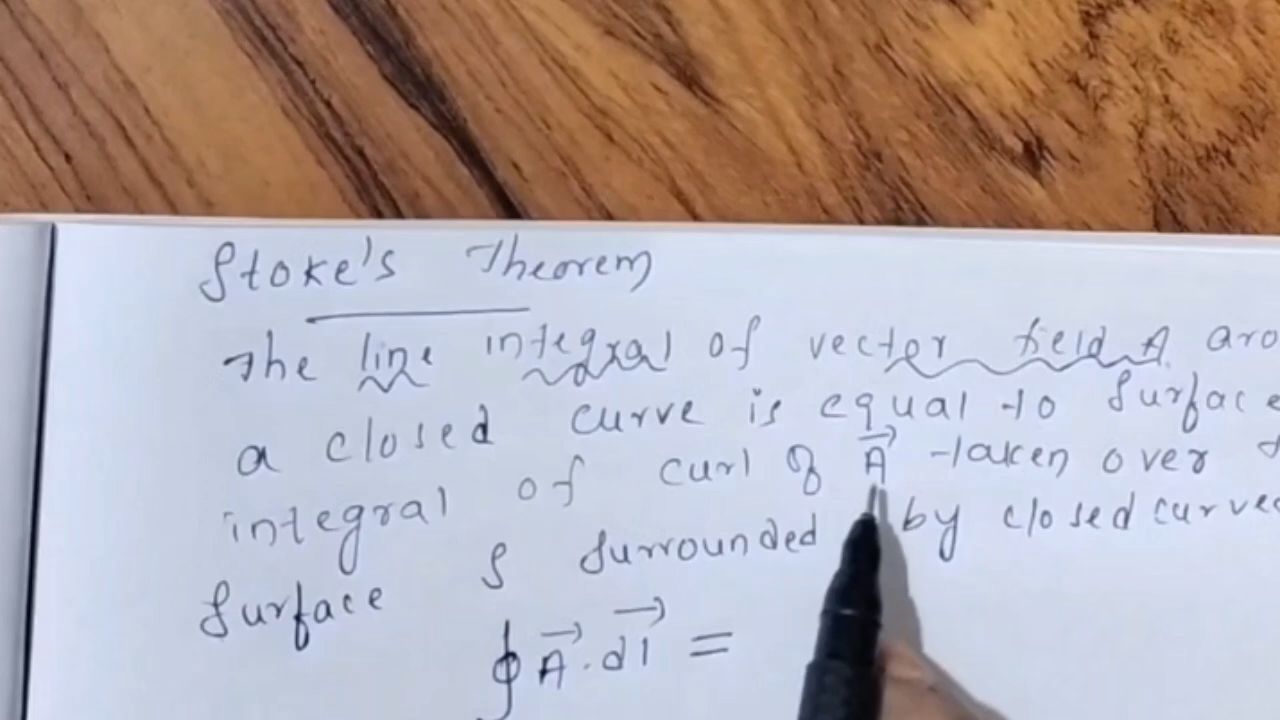 Stoke's Theorem
The line integral of vector field A aro
a closed curve is equal to surface
integral of curl of A⃗ taken over
surface S surrounded by closed curve
∮ A⃗ . dl⃗ =